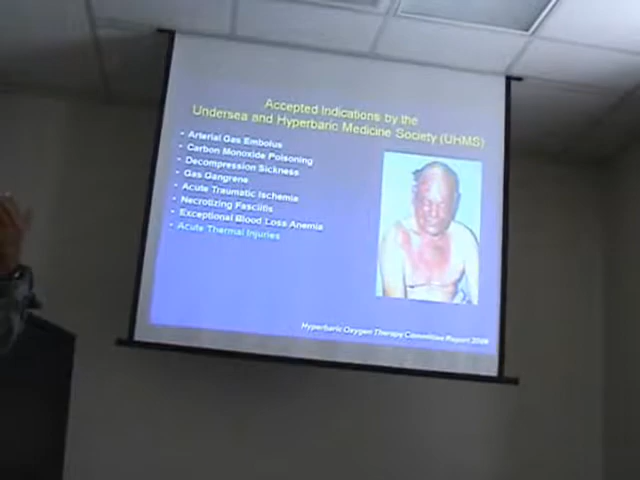 Accepted Indications by the
Undersea and Hyperbaric Medicine Society (UHMS)
• Arterial Gas Embolus
• Carbon Monoxide Poisoning
• Decompression Sickness
• Gas Gangrene
• Acute Traumatic Ischemia
• Necrotizing Fasciitis
• Exceptional Blood Loss Anemia
• Acute Thermal Injuries
Hyperbaric Oxygen Therapy Committee Report